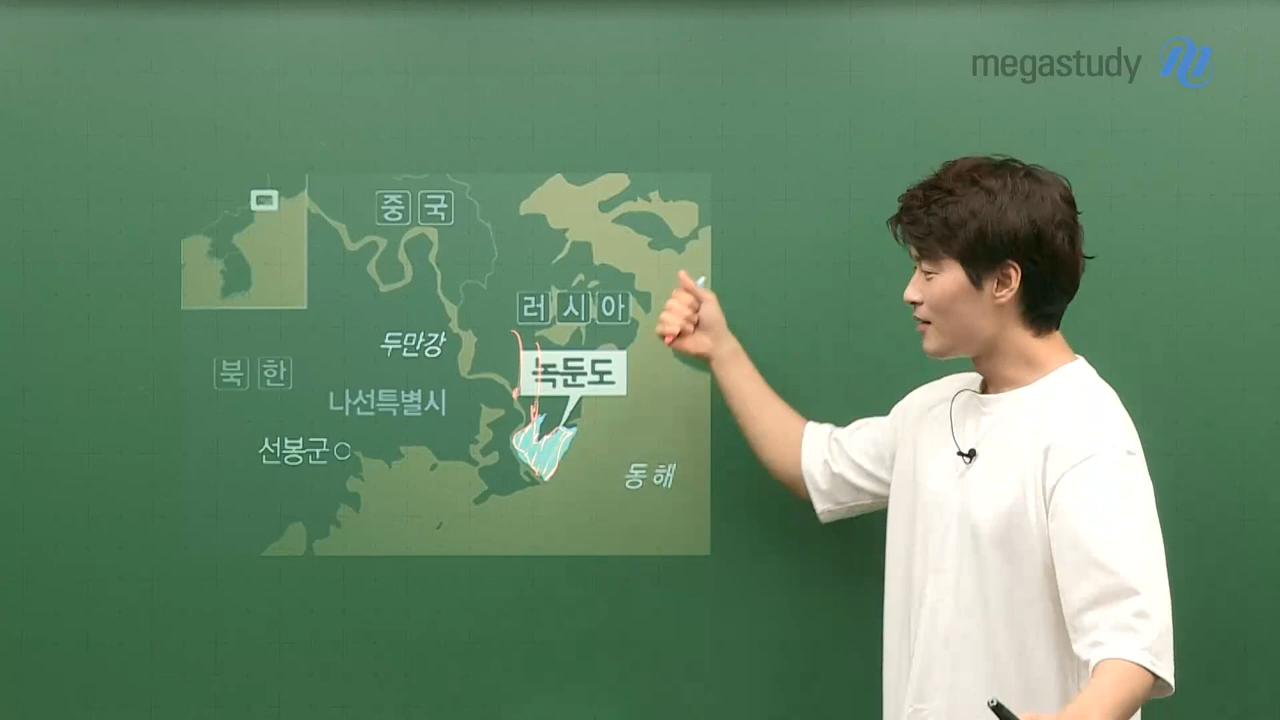 megastudy
중국
러시아
두만강
북한
녹둔도
나선특별시
선봉군
동해